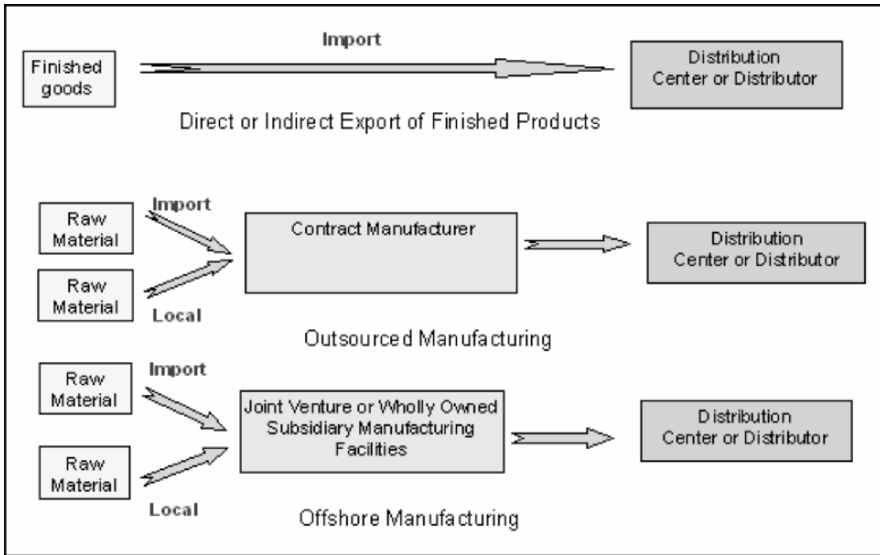 Import
Finished
goods
Distribution
Center or Distributor
Direct or Indirect Export of Finished Products
Import
Raw
Material
Contract Manufacturer
Distribution
Center or Distributor
Raw
Material
Local
Outsourced Manufacturing
Import
Raw
Material
Joint Venture or Wholly Owned
Subsidiary Manufacturing
Facilities
Distribution
Center or Distributor
Raw
Material
Local
Offshore Manufacturing